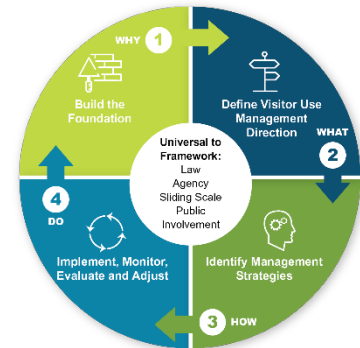 WHY 1
Build the
Foundation
Define Visitor Use
Management
Direction
WHAT
2
Universal to
Framework:
Law
Agency
Sliding Scale
Public
Involvement
Identify Management
Strategies
3 HOW
Implement, Monitor,
Evaluate and Adjust
4
DO